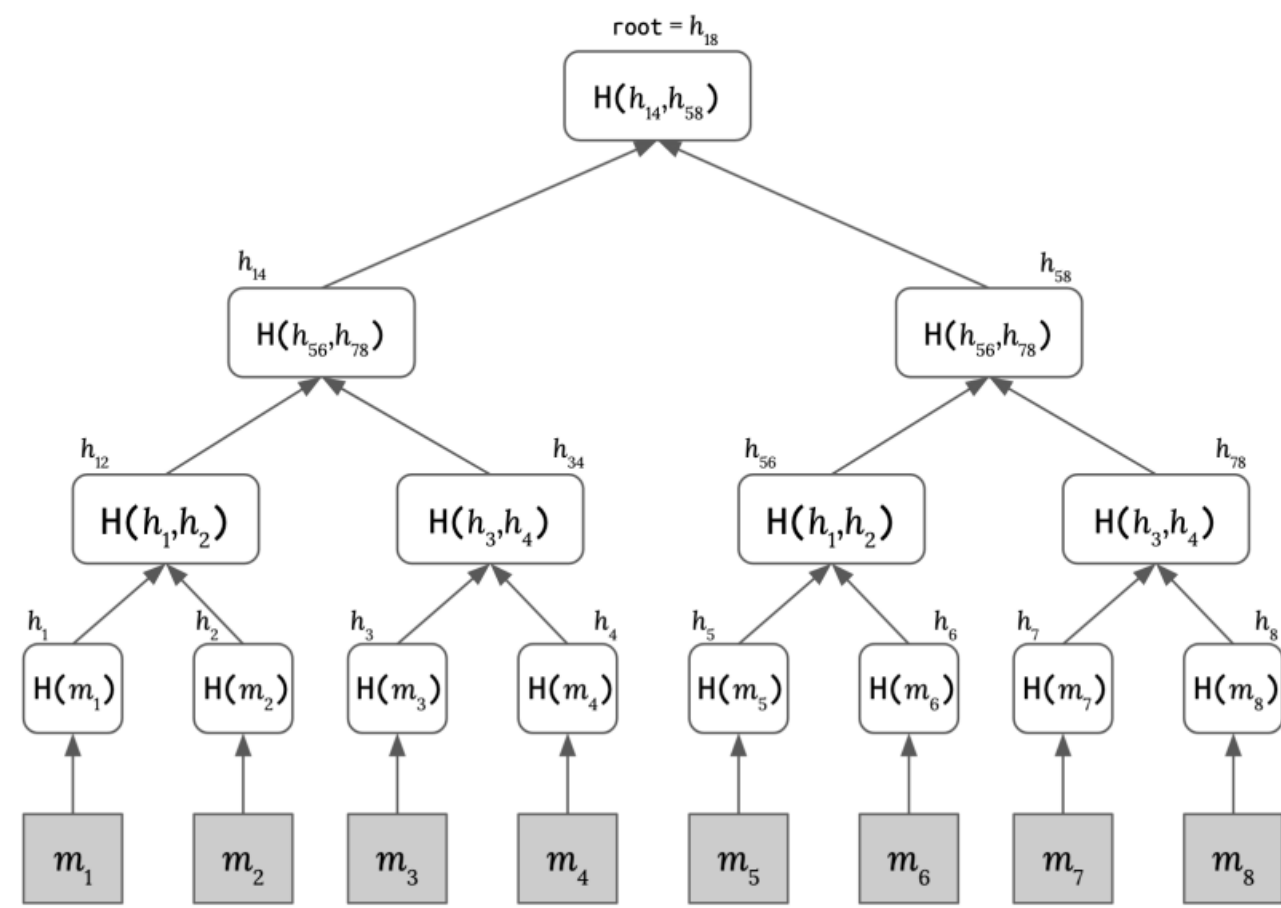 root = h₁₈
H(h₁₄,h₅₈)
h₁₄ h₅₈
H(h₅₆,h₇₈) H(h₅₆,h₇₈)
h₁₂ h₃₄ h₅₆ h₇₈
H(h₁,h₂) H(h₃,h₄) H(h₁,h₂) H(h₃,h₄)
h₁ h₂ h₃ h₄ h₅ h₆ h₇ h₈
H(m₁) H(m₂) H(m₃) H(m₄) H(m₅) H(m₆) H(m₇) H(m₈)
m₁ m₂ m₃ m₄ m₅ m₆ m₇ m₈